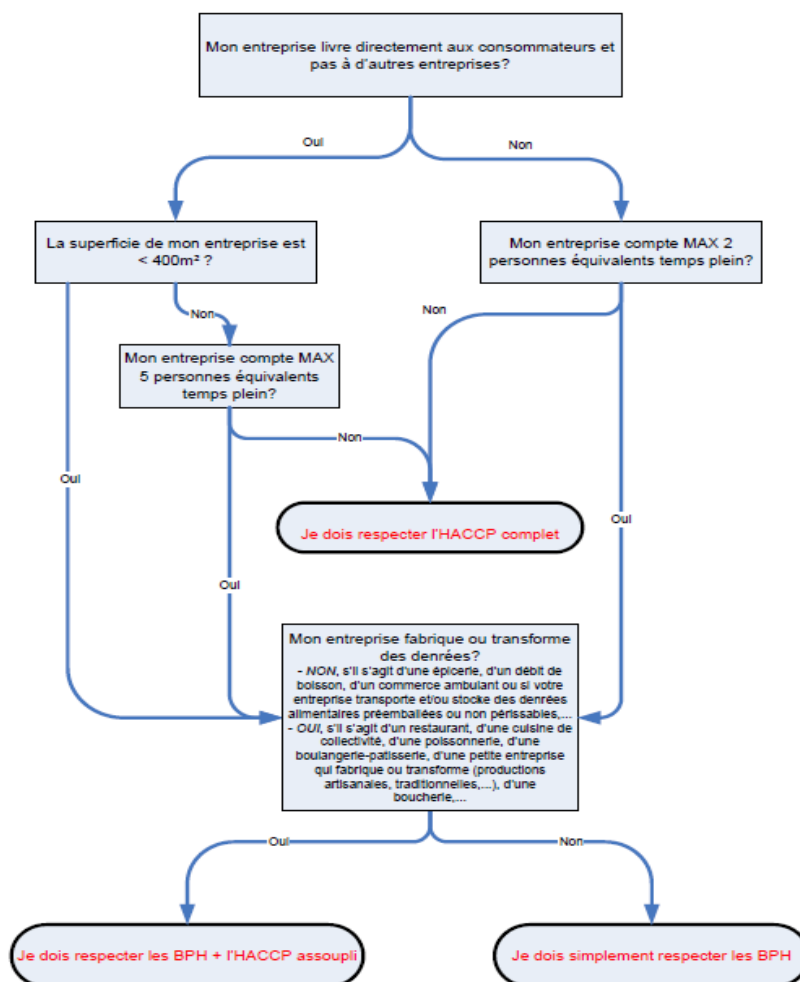 Mon entreprise livre directement aux consommateurs et
pas à d'autres entreprises?
Oui
Non
La superficie de mon entreprise est
< 400m² ?
Mon entreprise compte MAX 2
personnes équivalents temps plein?
Non
Non
Mon entreprise compte MAX
5 personnes équivalents
temps plein?
Non
Oui
Je dois respecter l'HACCP complet
Oui
Oui
Mon entreprise fabrique ou transforme
des denrées?
- NON, s'il s'agit d'une épicerie, d'un débit de
boisson, d'un commerce ambulant ou si votre
entreprise transporte et/ou stocke des denrées
alimentaires préemballées ou non périssables,...
- OUI, s'il s'agit d'un restaurant, d'une cuisine de
collectivité, d'une poissonnerie, d'une
boulangerie-patisserie, d'une petite entreprise
qui fabrique ou transforme (productions
artisanales, traditionnelles,...), d'une
boucherie,...
Oui
Non
Je dois respecter les BPH + l'HACCP assoupli
Je dois simplement respecter les BPH